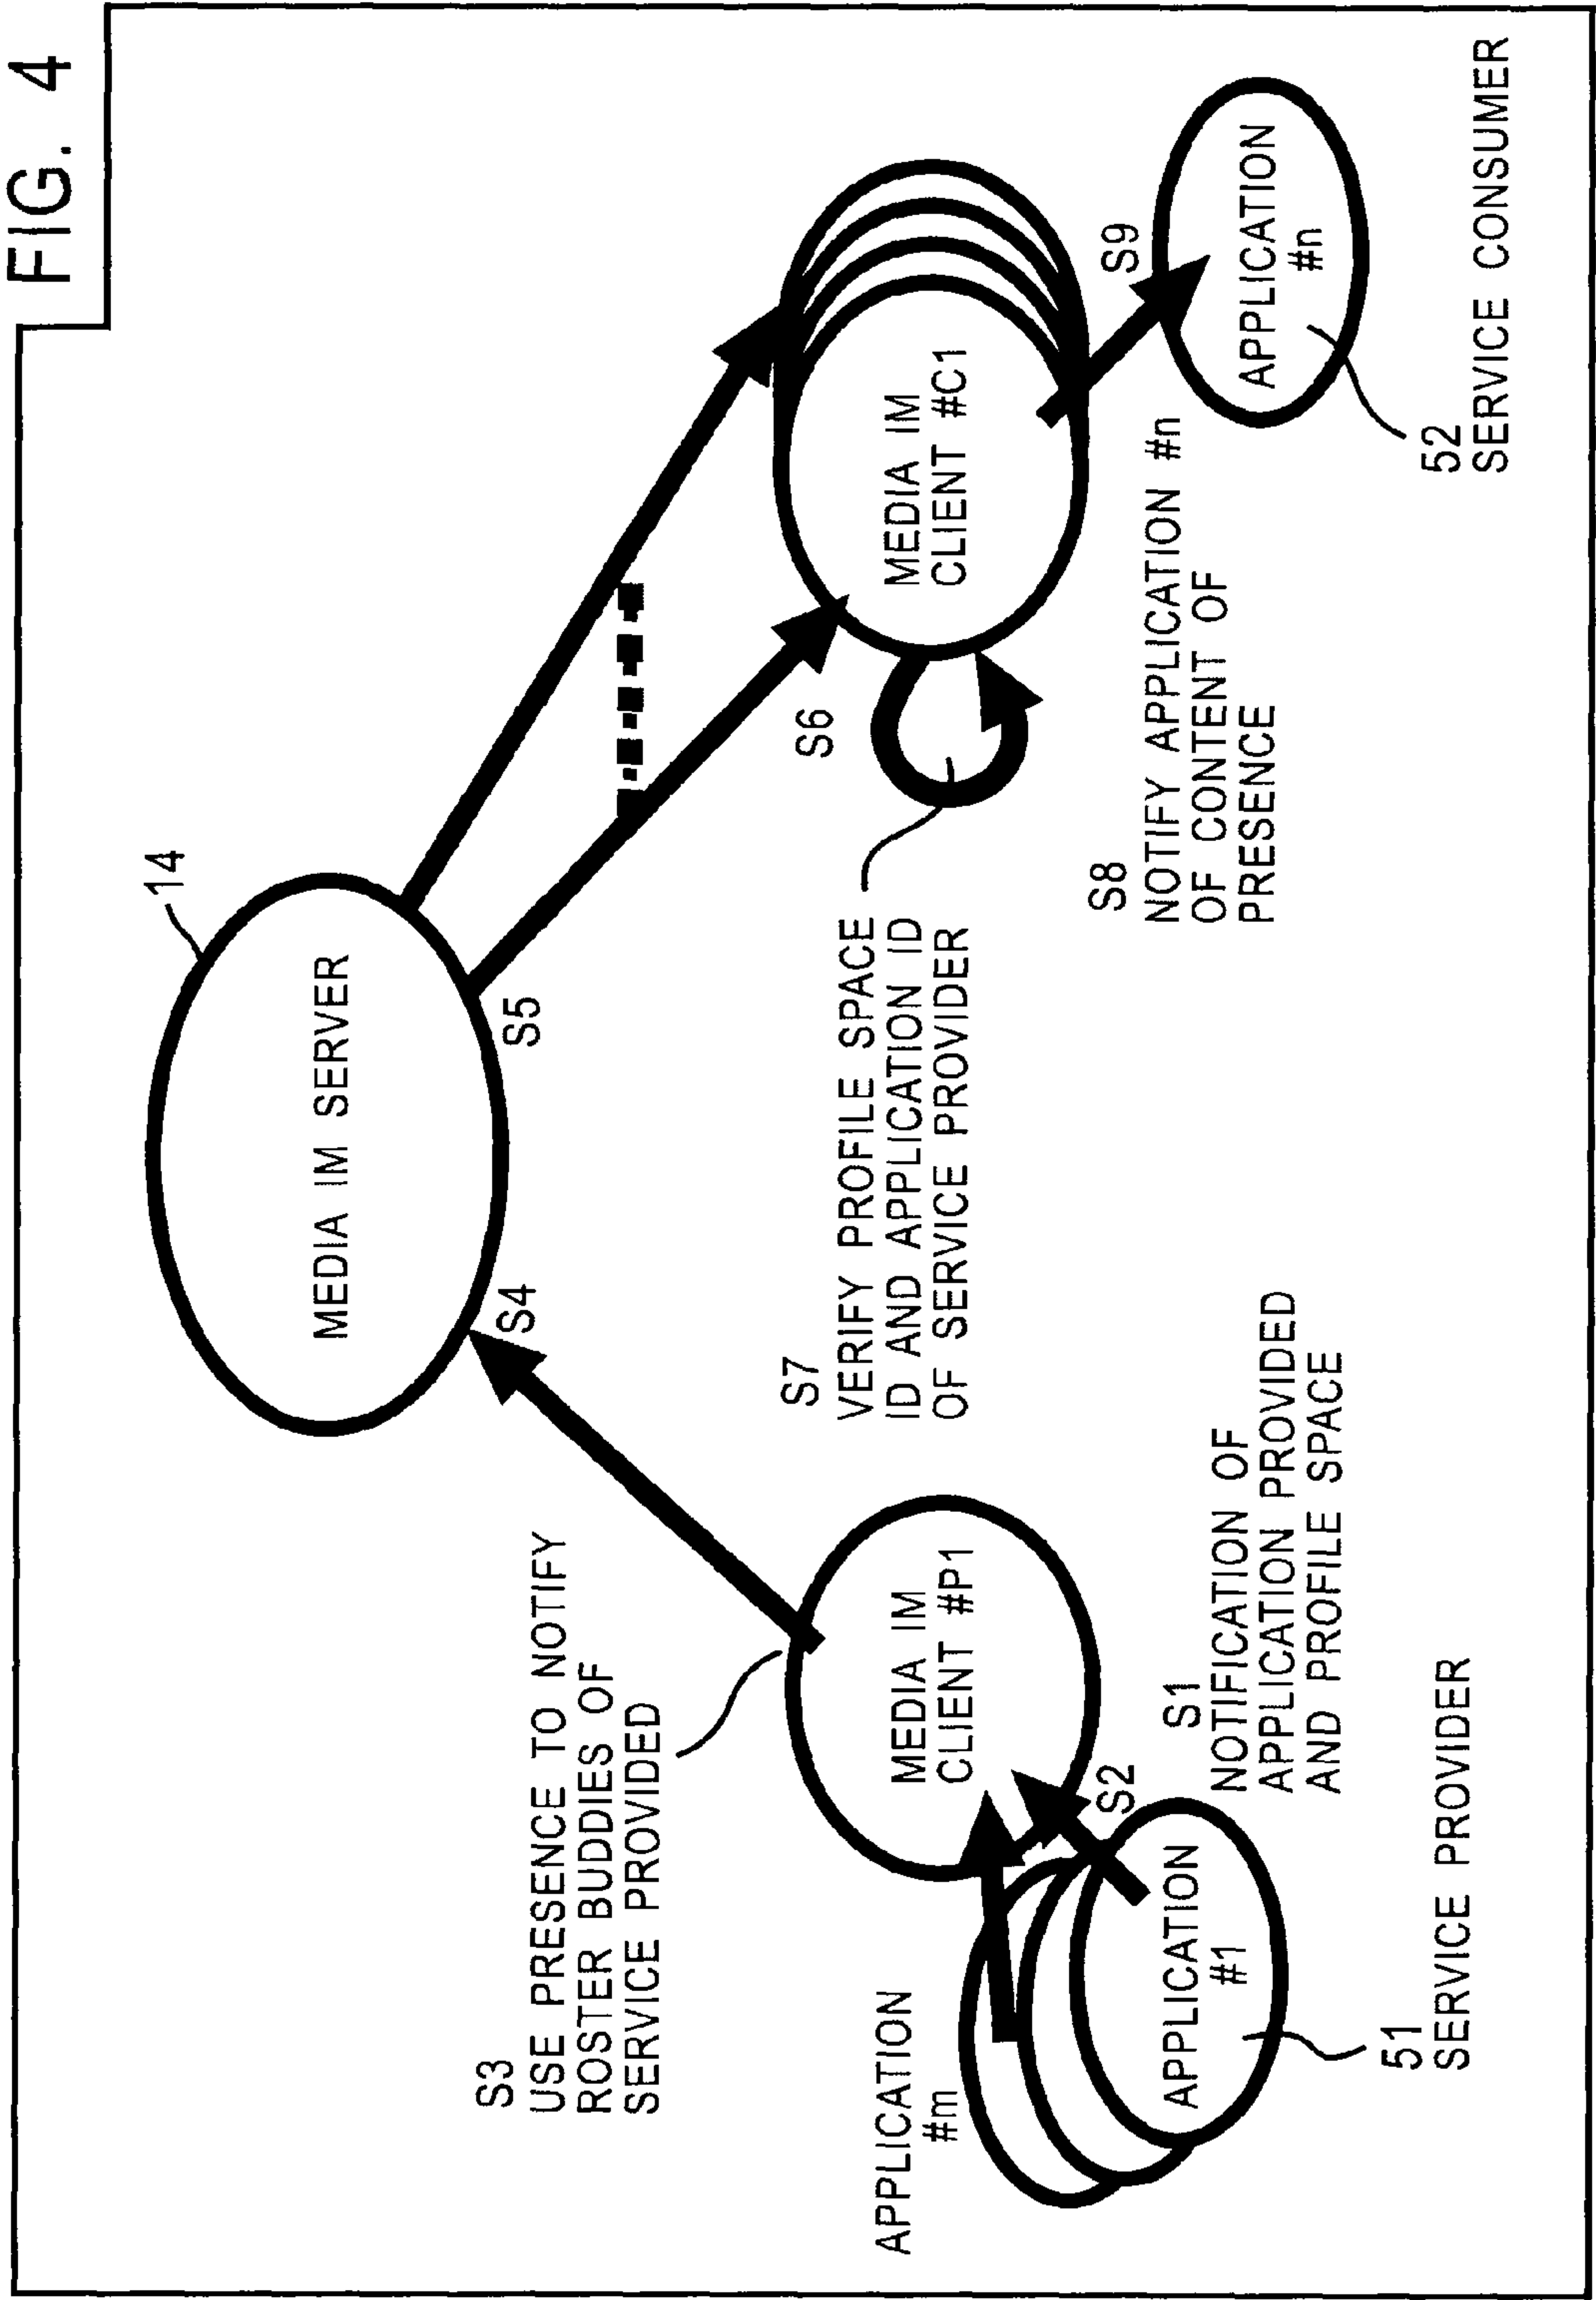 FIG. 4
14
MEDIA IM SERVER
S4
S5
S3
USE PRESENCE TO NOTIFY
ROSTER BUDDIES OF
SERVICE PROVIDED
MEDIA IM
CLIENT #P1
S2
APPLICATION
#m
APPLICATION
#1
S1
NOTIFICATION OF
APPLICATION PROVIDED
AND PROFILE SPACE
51
SERVICE PROVIDER
S6
S7
VERIFY PROFILE SPACE
ID AND APPLICATION ID
OF SERVICE PROVIDER
MEDIA IM
CLIENT #C1
S8
NOTIFY APPLICATION #n
OF CONTENT OF
PRESENCE
S9
APPLICATION
#n
52
SERVICE CONSUMER